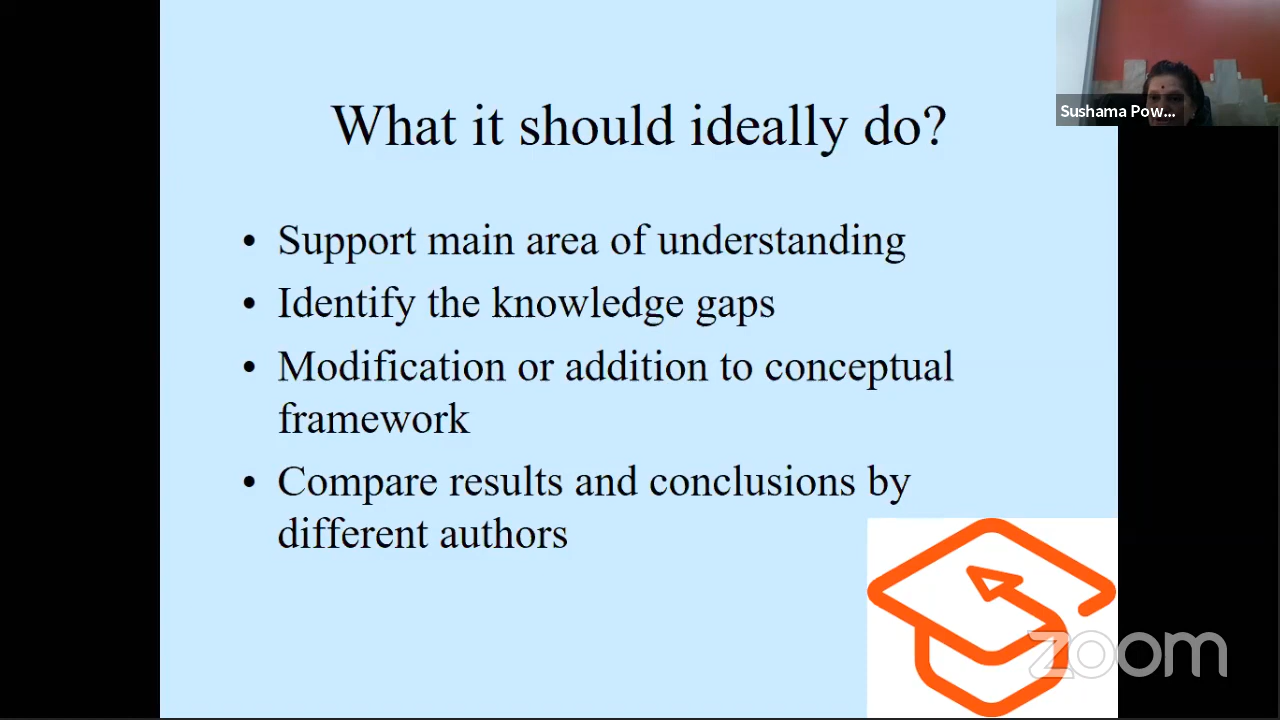 Sushama Pow...
What it should ideally do?
• Support main area of understanding
• Identify the knowledge gaps
• Modification or addition to conceptual
framework
• Compare results and conclusions by
different authors
zoom